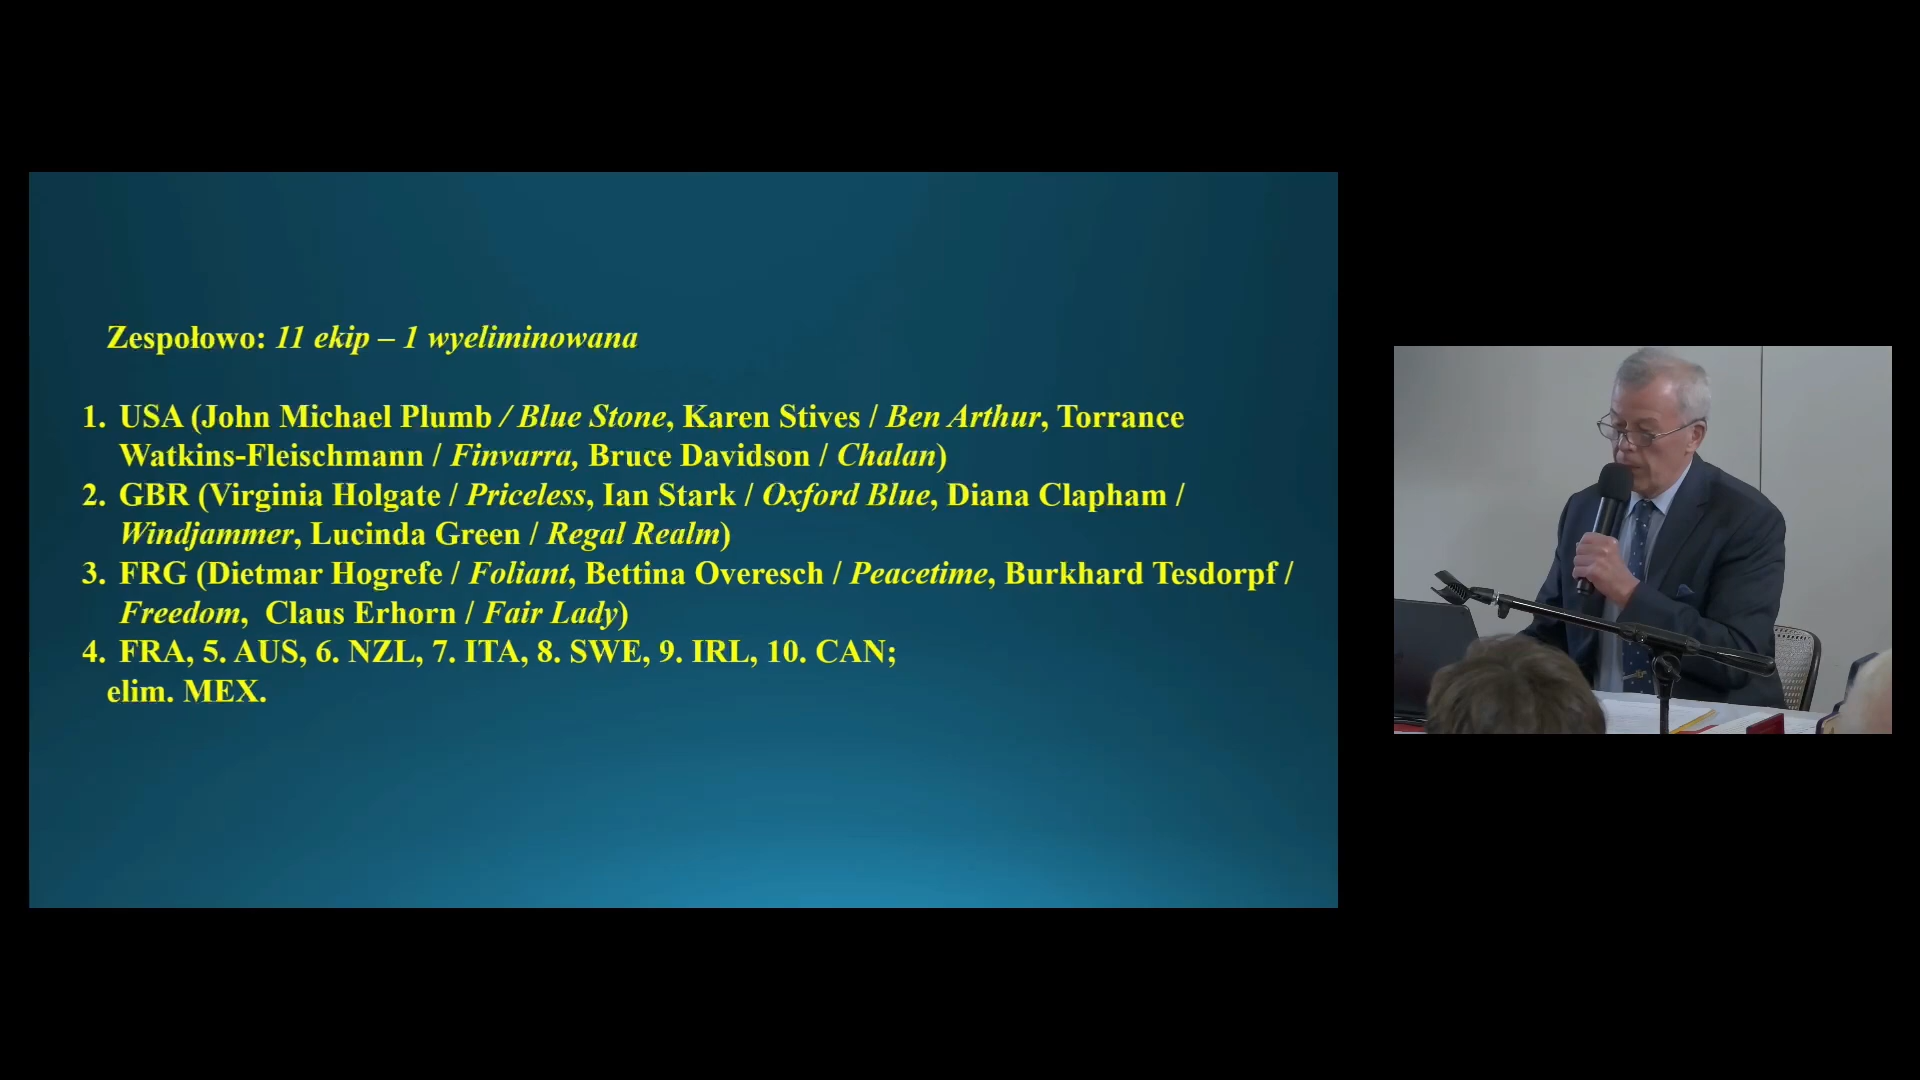 Zespołowo: 11 ekip – 1 wyeliminowana
1. USA (John Michael Plumb / Blue Stone, Karen Stives / Ben Arthur, Torrance
Watkins-Fleischmann / Finvarra, Bruce Davidson / Chalan)
2. GBR (Virginia Holgate / Priceless, Ian Stark / Oxford Blue, Diana Clapham /
Windjammer, Lucinda Green / Regal Realm)
3. FRG (Dietmar Hogrefe / Foliant, Bettina Overesch / Peacetime, Burkhard Tesdorpf /
Freedom, Claus Erhorn / Fair Lady)
4. FRA, 5. AUS, 6. NZL, 7. ITA, 8. SWE, 9. IRL, 10. CAN;
elim. MEX.